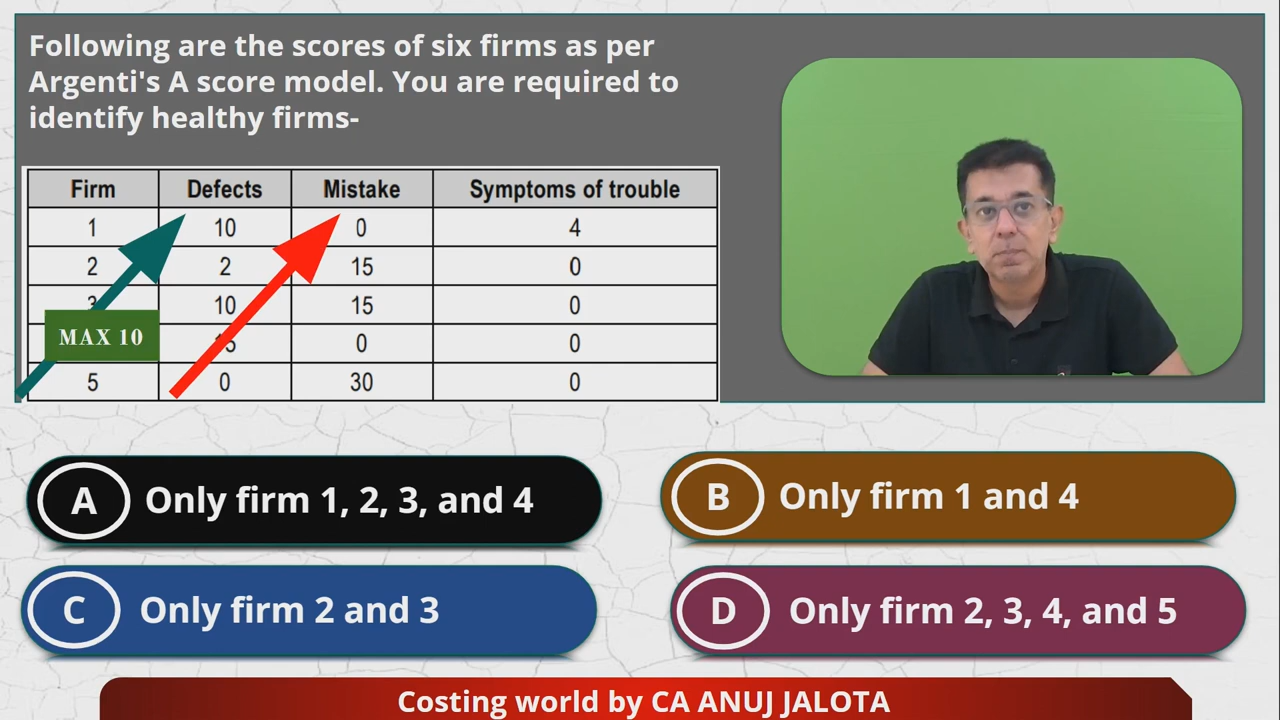 Following are the scores of six firms as per
Argenti's A score model. You are required to
identify healthy firms-
Firm Defects Mistake Symptoms of trouble
1 10 0 4
2 2 15 0
3 10 15 0
MAX 10
0 0
5 0 30 0
A Only firm 1, 2, 3, and 4
B Only firm 1 and 4
C Only firm 2 and 3
D Only firm 2, 3, 4, and 5
Costing world by CA ANUJ JALOTA